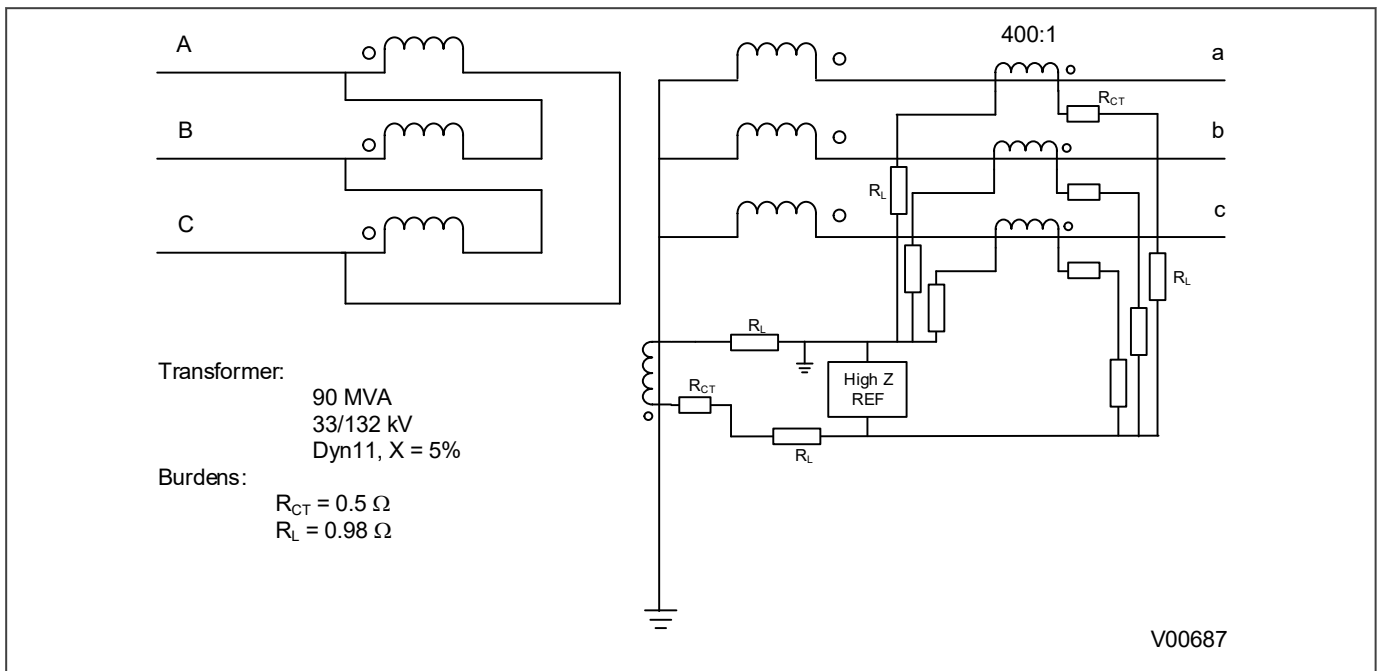 A
B
C
400:1
a
R_CT
b
R_L
c
R_L
R_L
High Z
REF
R_CT
R_L
Transformer:
90 MVA
33/132 kV
Dyn11, X = 5%
Burdens:
R_CT = 0.5 Ω
R_L = 0.98 Ω
V00687